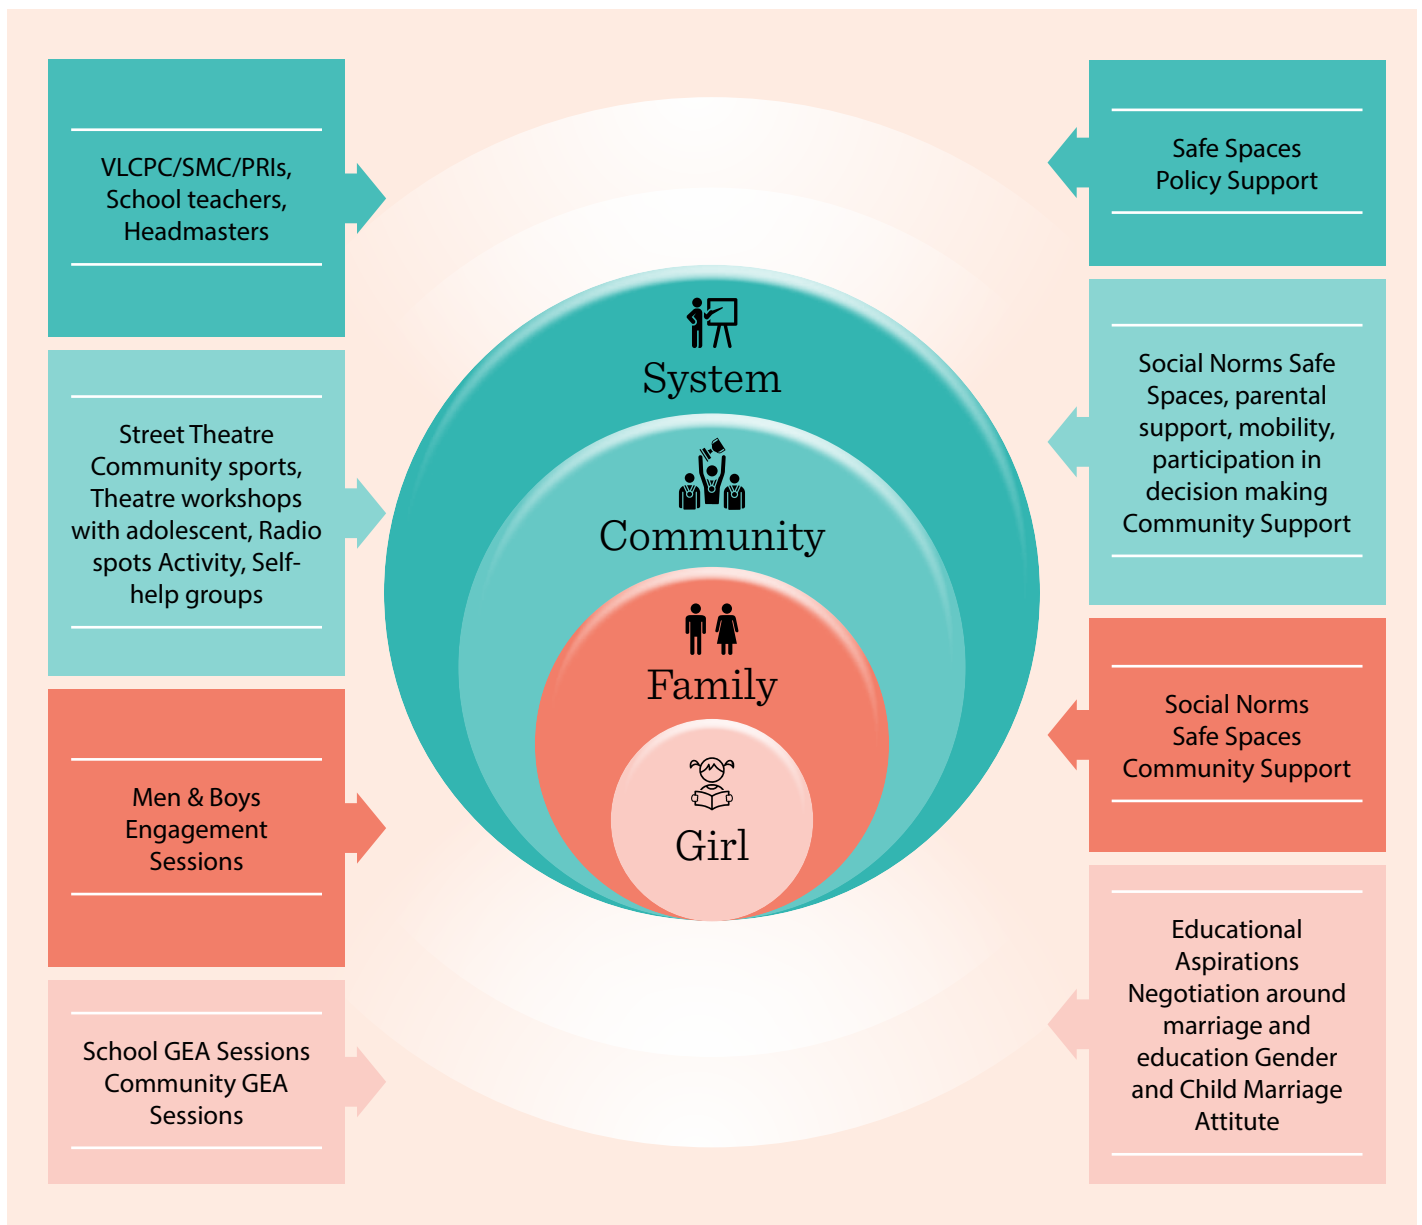 VLCPC/SMC/PRIs,
School teachers,
Headmasters
Street Theatre
Community sports,
Theatre workshops
with adolescent, Radio
spots Activity, Self-
help groups
Men & Boys
Engagement
Sessions
School GEA Sessions
Community GEA
Sessions
System
Community
Family
Girl
Safe Spaces
Policy Support
Social Norms Safe
Spaces, parental
support, mobility,
participation in
decision making
Community Support
Social Norms
Safe Spaces
Community Support
Educational
Aspirations
Negotiation around
marriage and
education Gender
and Child Marriage
Attitute